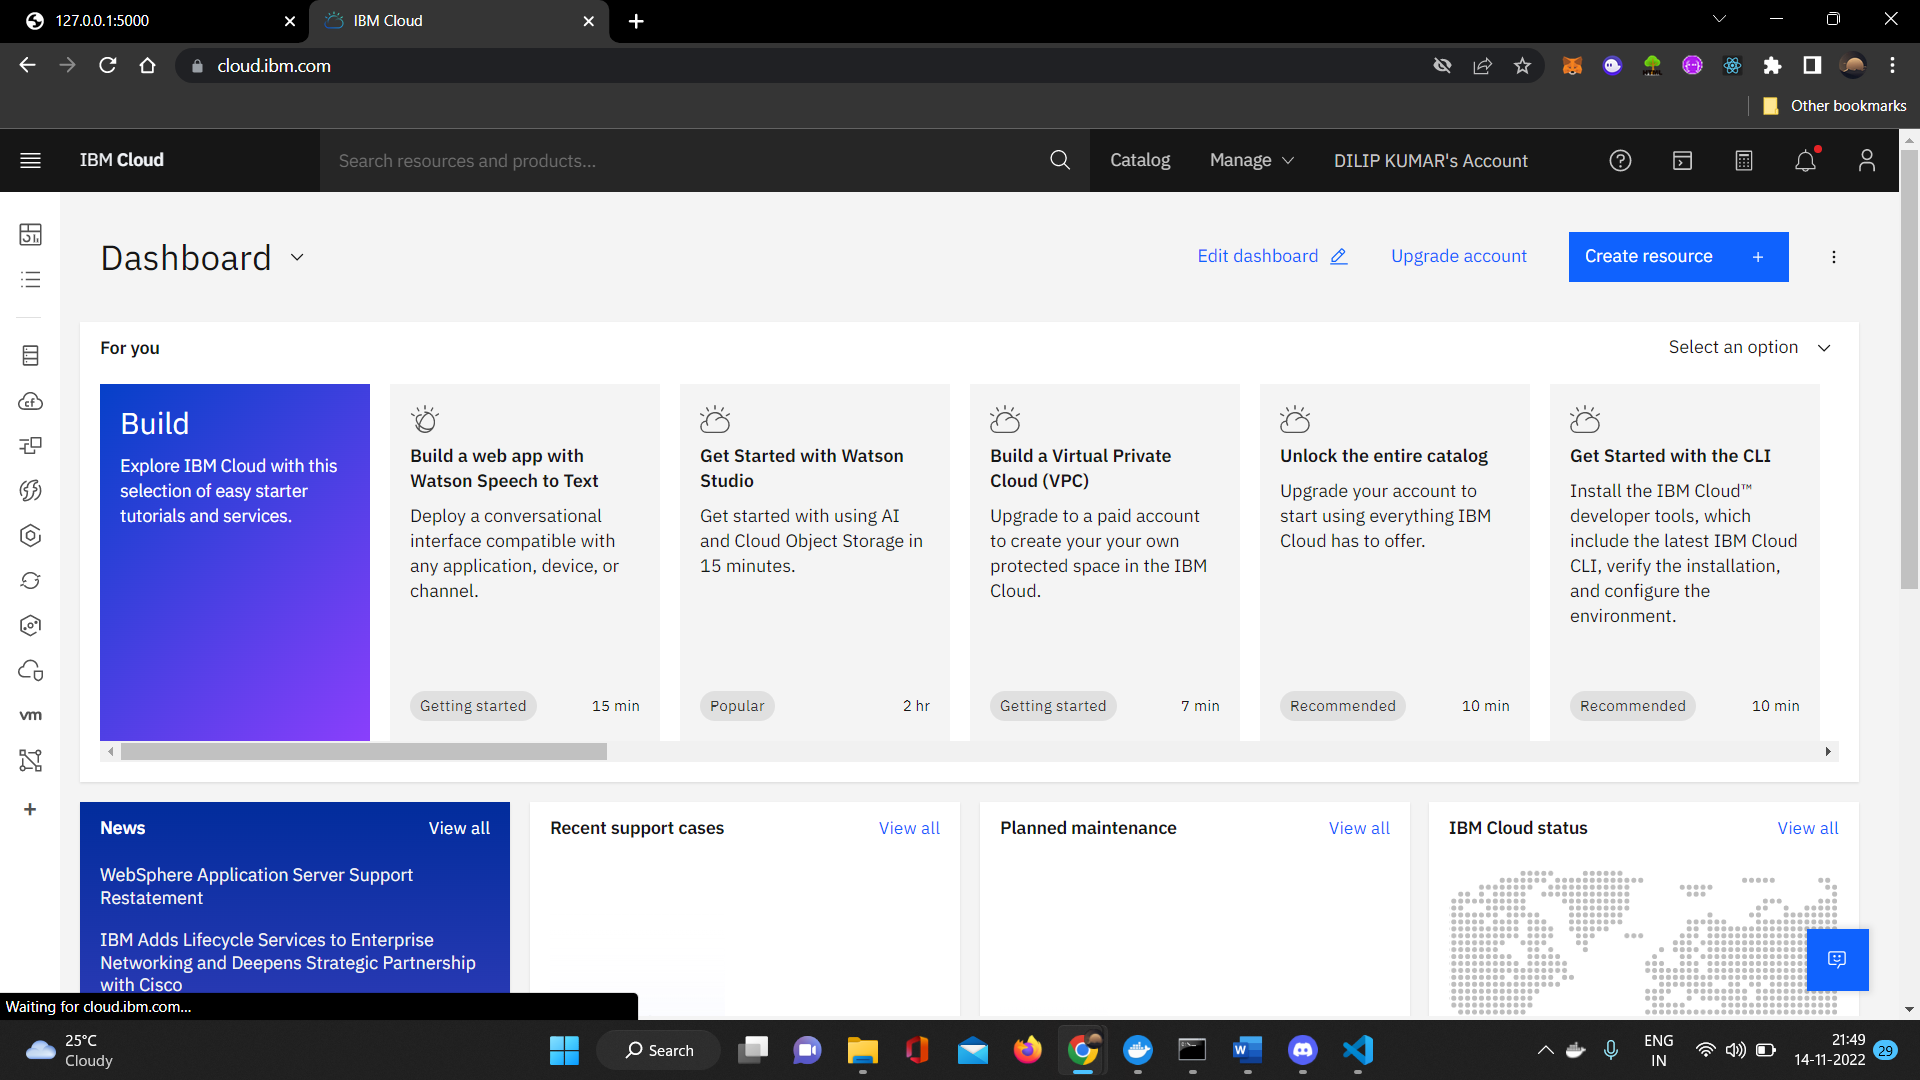 127.0.0.1:5000
IBM Cloud
cloud.ibm.com
Other bookmarks
IBM Cloud
Search resources and products...
Catalog
Manage
DILIP KUMAR's Account
Dashboard
Edit dashboard
Upgrade account
Create resource +
For you
Select an option
Build
Explore IBM Cloud with this
selection of easy starter
tutorials and services.
Build a web app with
Watson Speech to Text
Deploy a conversational
interface compatible with
any application, device, or
channel.
Getting started 15 min
Get Started with Watson
Studio
Get started with using AI
and Cloud Object Storage in
15 minutes.
Popular 2 hr
Build a Virtual Private
Cloud (VPC)
Upgrade to a paid account
to create your your own
protected space in the IBM
Cloud.
Getting started 7 min
Unlock the entire catalog
Upgrade your account to
start using everything IBM
Cloud has to offer.
Recommended 10 min
Get Started with the CLI
Install the IBM Cloud™
developer tools, which
include the latest IBM Cloud
CLI, verify the installation,
and configure the
environment.
Recommended 10 min
cf
vm
News View all
WebSphere Application Server Support
Restatement
IBM Adds Lifecycle Services to Enterprise
Networking and Deepens Strategic Partnership
with Cisco
Recent support cases View all
Planned maintenance View all
IBM Cloud status View all
Waiting for cloud.ibm.com...
25°C
Cloudy
Search
ENG
IN
21:49
14-11-2022
29